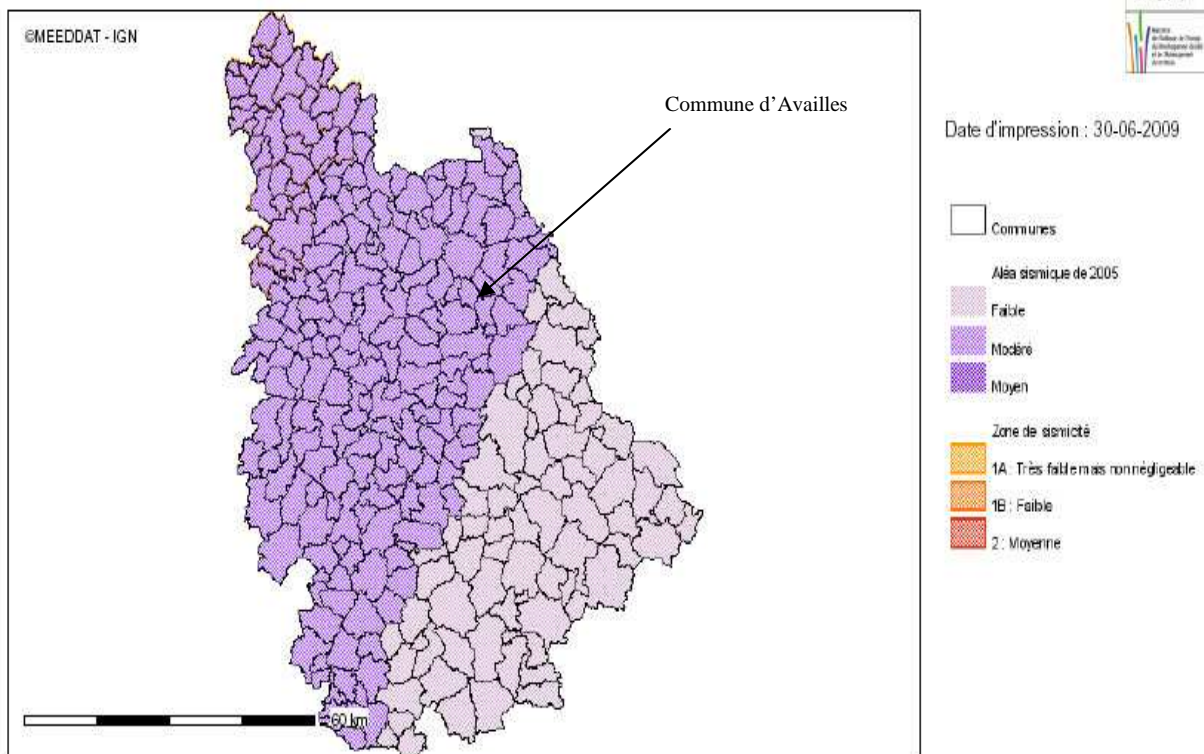 ©MEEDDAT - IGN
Commune d’Availles
60 km
Date d'impression : 30-06-2009
Communes
Aléa sismique de 2005
Faible
Modéré
Moyen
Zone de sismicité
1A : Très faible mais non négligeable
1B : Faible
2 : Moyenne